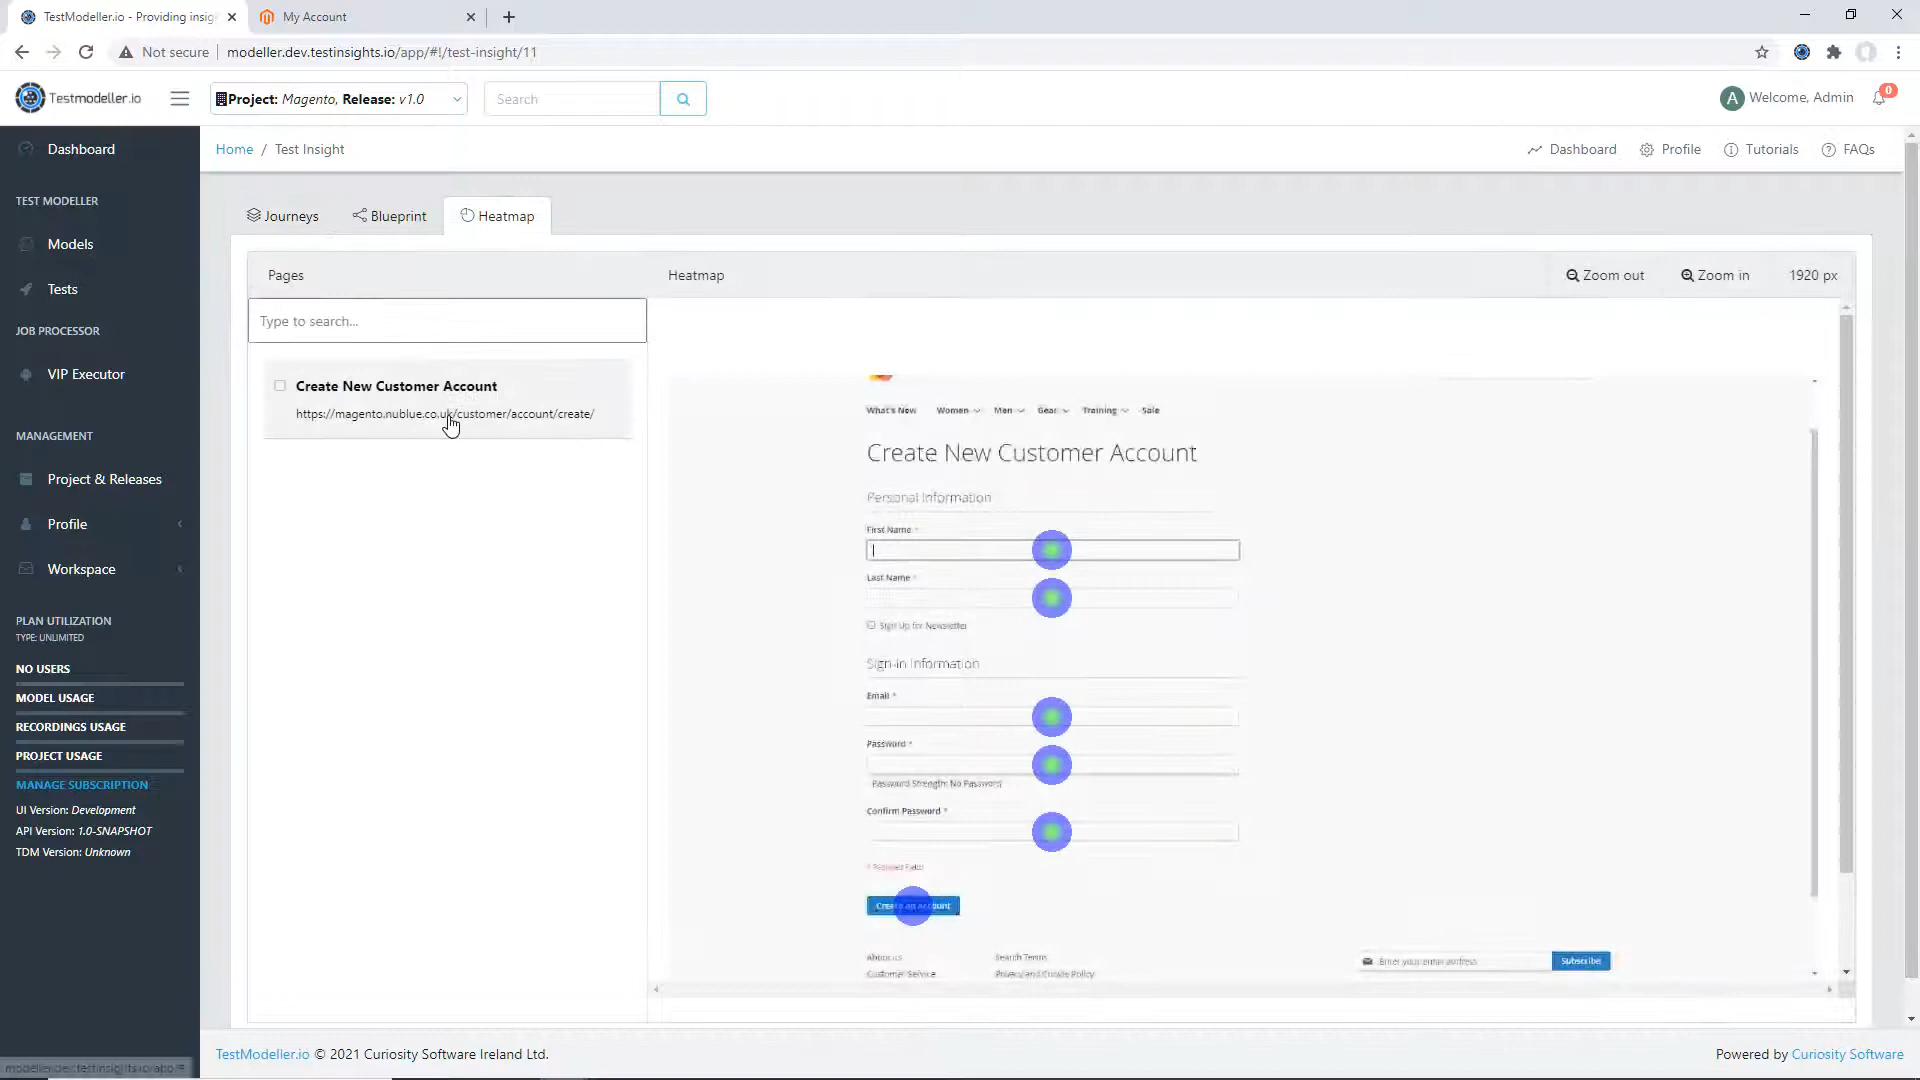 TestModeller.io - Providing insig
My Account
Not secure
modeller.dev.testinsights.io/app/#!/test-insight/11
Testmodeller.io
Project: Magento, Release: v1.0
Search
A
Welcome, Admin
0
Dashboard
Home / Test Insight
Dashboard
Profile
Tutorials
FAQs
TEST MODELLER
Models
Tests
JOB PROCESSOR
VIP Executor
MANAGEMENT
Project & Releases
Profile
Workspace
PLAN UTILIZATION
TYPE: UNLIMITED
NO USERS
MODEL USAGE
RECORDINGS USAGE
PROJECT USAGE
MANAGE SUBSCRIPTION
UI Version: Development
API Version: 1.0-SNAPSHOT
TDM Version: Unknown
Journeys
Blueprint
Heatmap
Pages
Heatmap
Zoom out
Zoom in
1920 px
Type to search...
Create New Customer Account
https://magento.nublue.co.uk/customer/account/create/
What's New
Women
Men
Gear
Training
Sale
Create New Customer Account
Personal Information
First Name *
Last Name *
Sign Up for Newsletter
Sign-in Information
Email *
Password *
Password Strength: No Password
Confirm Password *
* Required Fields
Create an Account
About us
Search Terms
Customer Service
Privacy and Cookie Policy
Enter your email address
Subscribe
TestModeller.io © 2021 Curiosity Software Ireland Ltd.
Powered by Curiosity Software